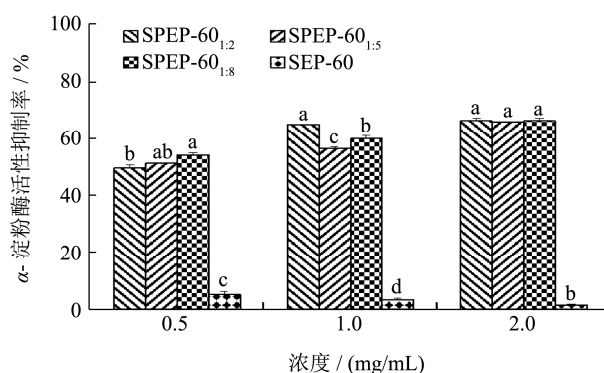 SPEP-60₁:₂ SPEP-60₁:₅
SPEP-60₁:₈ SEP-60
α- 淀粉酶活性抑制率 / %
100
80
60
40
20
0
b ab a c
a c b d
a a a b
0.5 1.0 2.0
浓度 / (mg/mL)